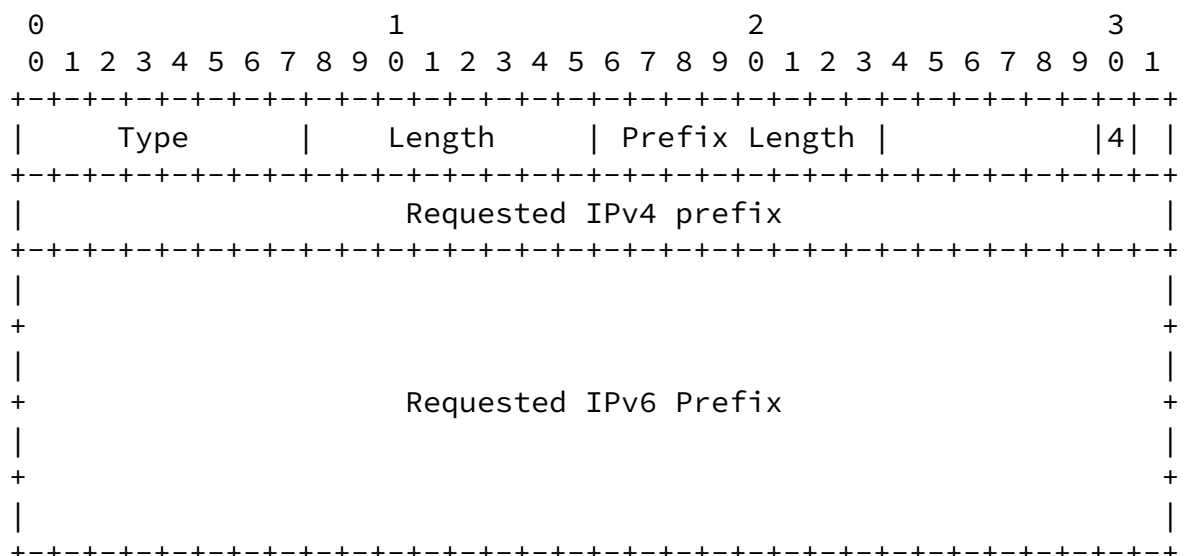 0                   1                   2                   3
 0 1 2 3 4 5 6 7 8 9 0 1 2 3 4 5 6 7 8 9 0 1 2 3 4 5 6 7 8 9 0 1
+-+-+-+-+-+-+-+-+-+-+-+-+-+-+-+-+-+-+-+-+-+-+-+-+-+-+-+-+-+-+-+-+
|     Type      |    Length     | Prefix Length |           |4| |
+-+-+-+-+-+-+-+-+-+-+-+-+-+-+-+-+-+-+-+-+-+-+-+-+-+-+-+-+-+-+-+-+
|                     Requested IPv4 prefix                     |
+-+-+-+-+-+-+-+-+-+-+-+-+-+-+-+-+-+-+-+-+-+-+-+-+-+-+-+-+-+-+-+-+
|                                                               |
+                                                               +
|                                                               |
+                     Requested IPv6 Prefix                     +
|                                                               |
+                                                               +
|                                                               |
+-+-+-+-+-+-+-+-+-+-+-+-+-+-+-+-+-+-+-+-+-+-+-+-+-+-+-+-+-+-+-+-+